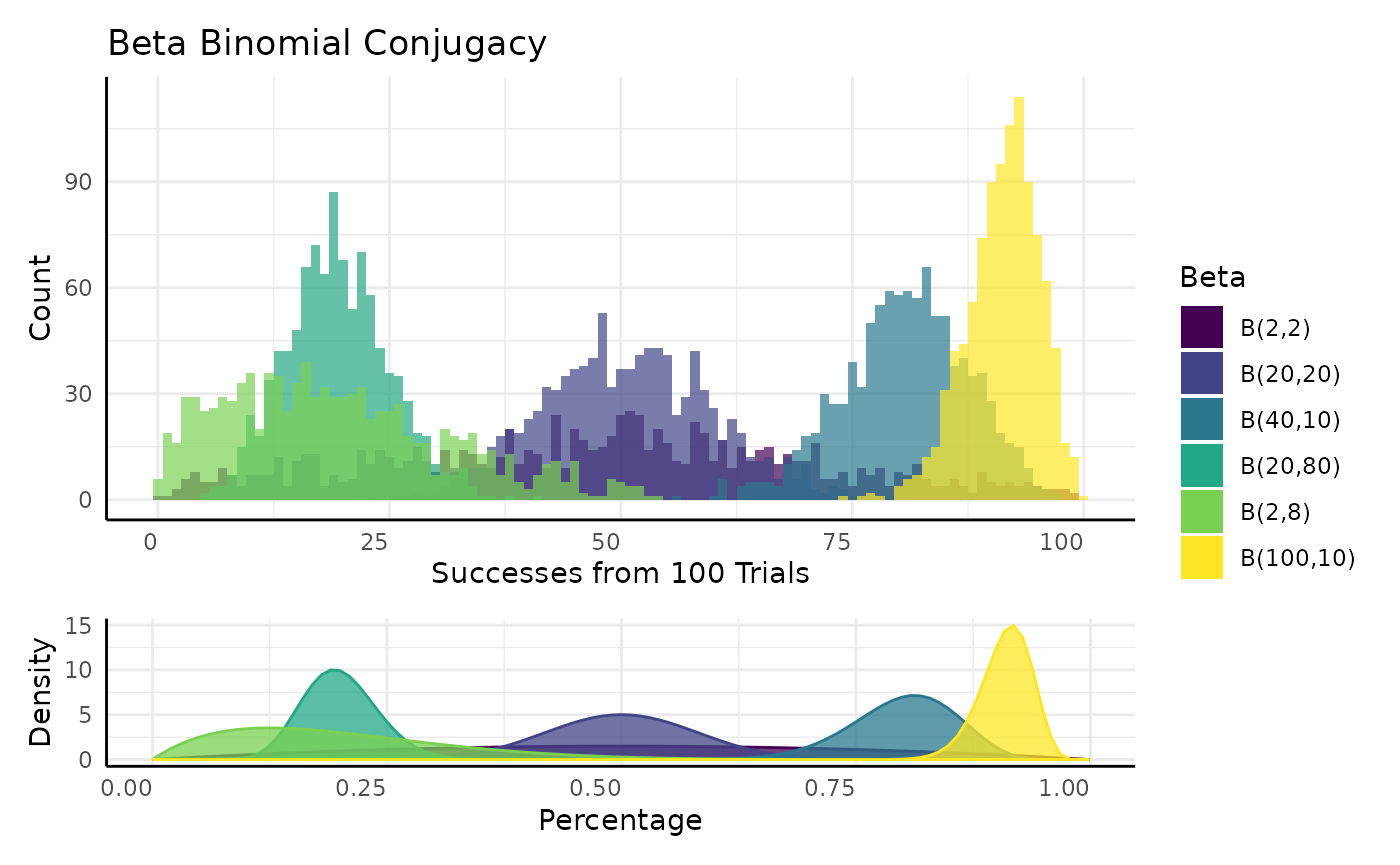 Beta Binomial Conjugacy
Count
90
60
30
0
0 25 50 75 100
Successes from 100 Trials
Beta
B(2,2)
B(20,20)
B(40,10)
B(20,80)
B(2,8)
B(100,10)
Density
15
10
5
0
0.00 0.25 0.50 0.75 1.00
Percentage